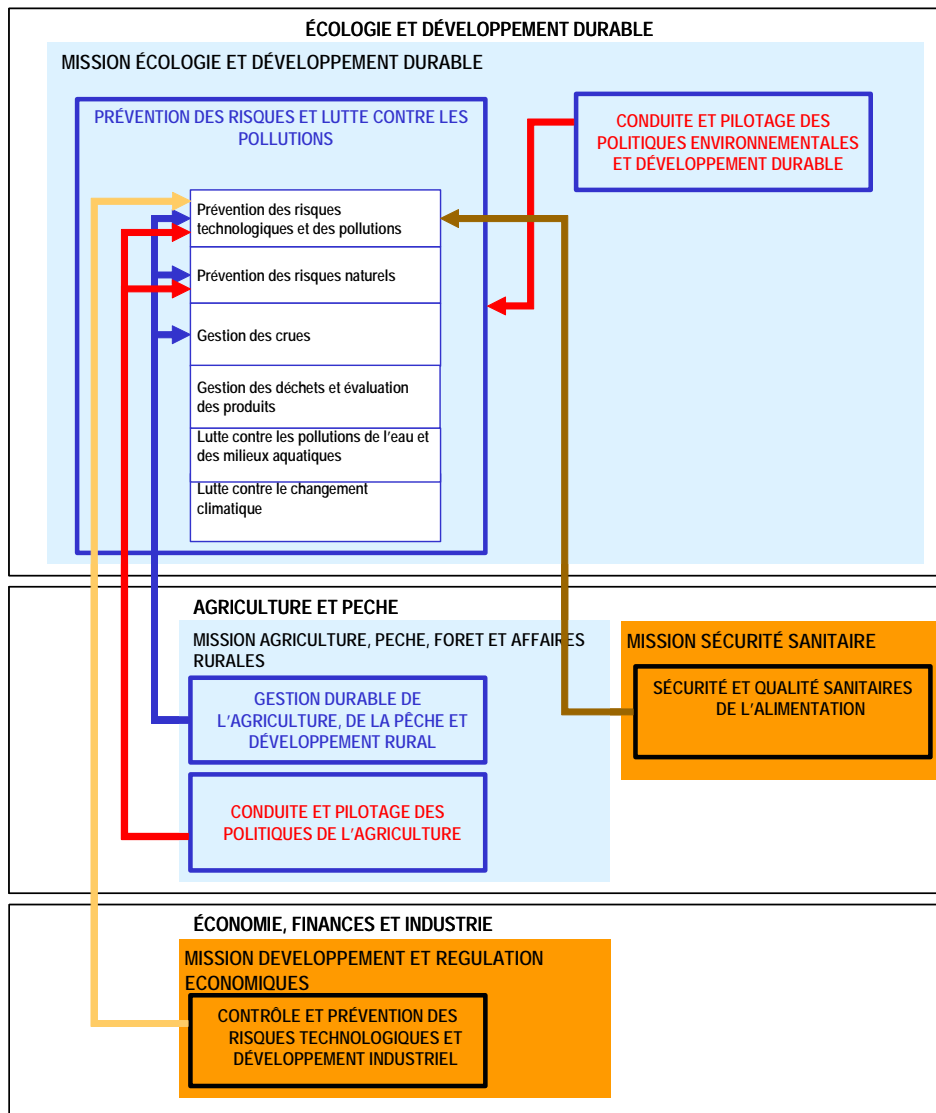 ÉCOLOGIE ET DÉVELOPPEMENT DURABLE
MISSION ÉCOLOGIE ET DÉVELOPPEMENT DURABLE
PRÉVENTION DES RISQUES ET LUTTE CONTRE LES
POLLUTIONS
CONDUITE ET PILOTAGE DES
POLITIQUES ENVIRONNEMENTALES
ET DÉVELOPPEMENT DURABLE
Prévention des risques
technologiques et des pollutions
Prévention des risques naturels
Gestion des crues
Gestion des déchets et évaluation
des produits
Lutte contre les pollutions de l'eau et
des milieux aquatiques
Lutte contre le changement
climatique
AGRICULTURE ET PECHE
MISSION AGRICULTURE, PECHE, FORET ET AFFAIRES
RURALES
GESTION DURABLE DE
L'AGRICULTURE, DE LA PÊCHE ET
DÉVELOPPEMENT RURAL
CONDUITE ET PILOTAGE DES
POLITIQUES DE L'AGRICULTURE
MISSION SÉCURITÉ SANITAIRE
SÉCURITÉ ET QUALITÉ SANITAIRES
DE L'ALIMENTATION
ÉCONOMIE, FINANCES ET INDUSTRIE
MISSION DEVELOPPEMENT ET REGULATION
ECONOMIQUES
CONTRÔLE ET PRÉVENTION DES
RISQUES TECHNOLOGIQUES ET
DÉVELOPPEMENT INDUSTRIEL